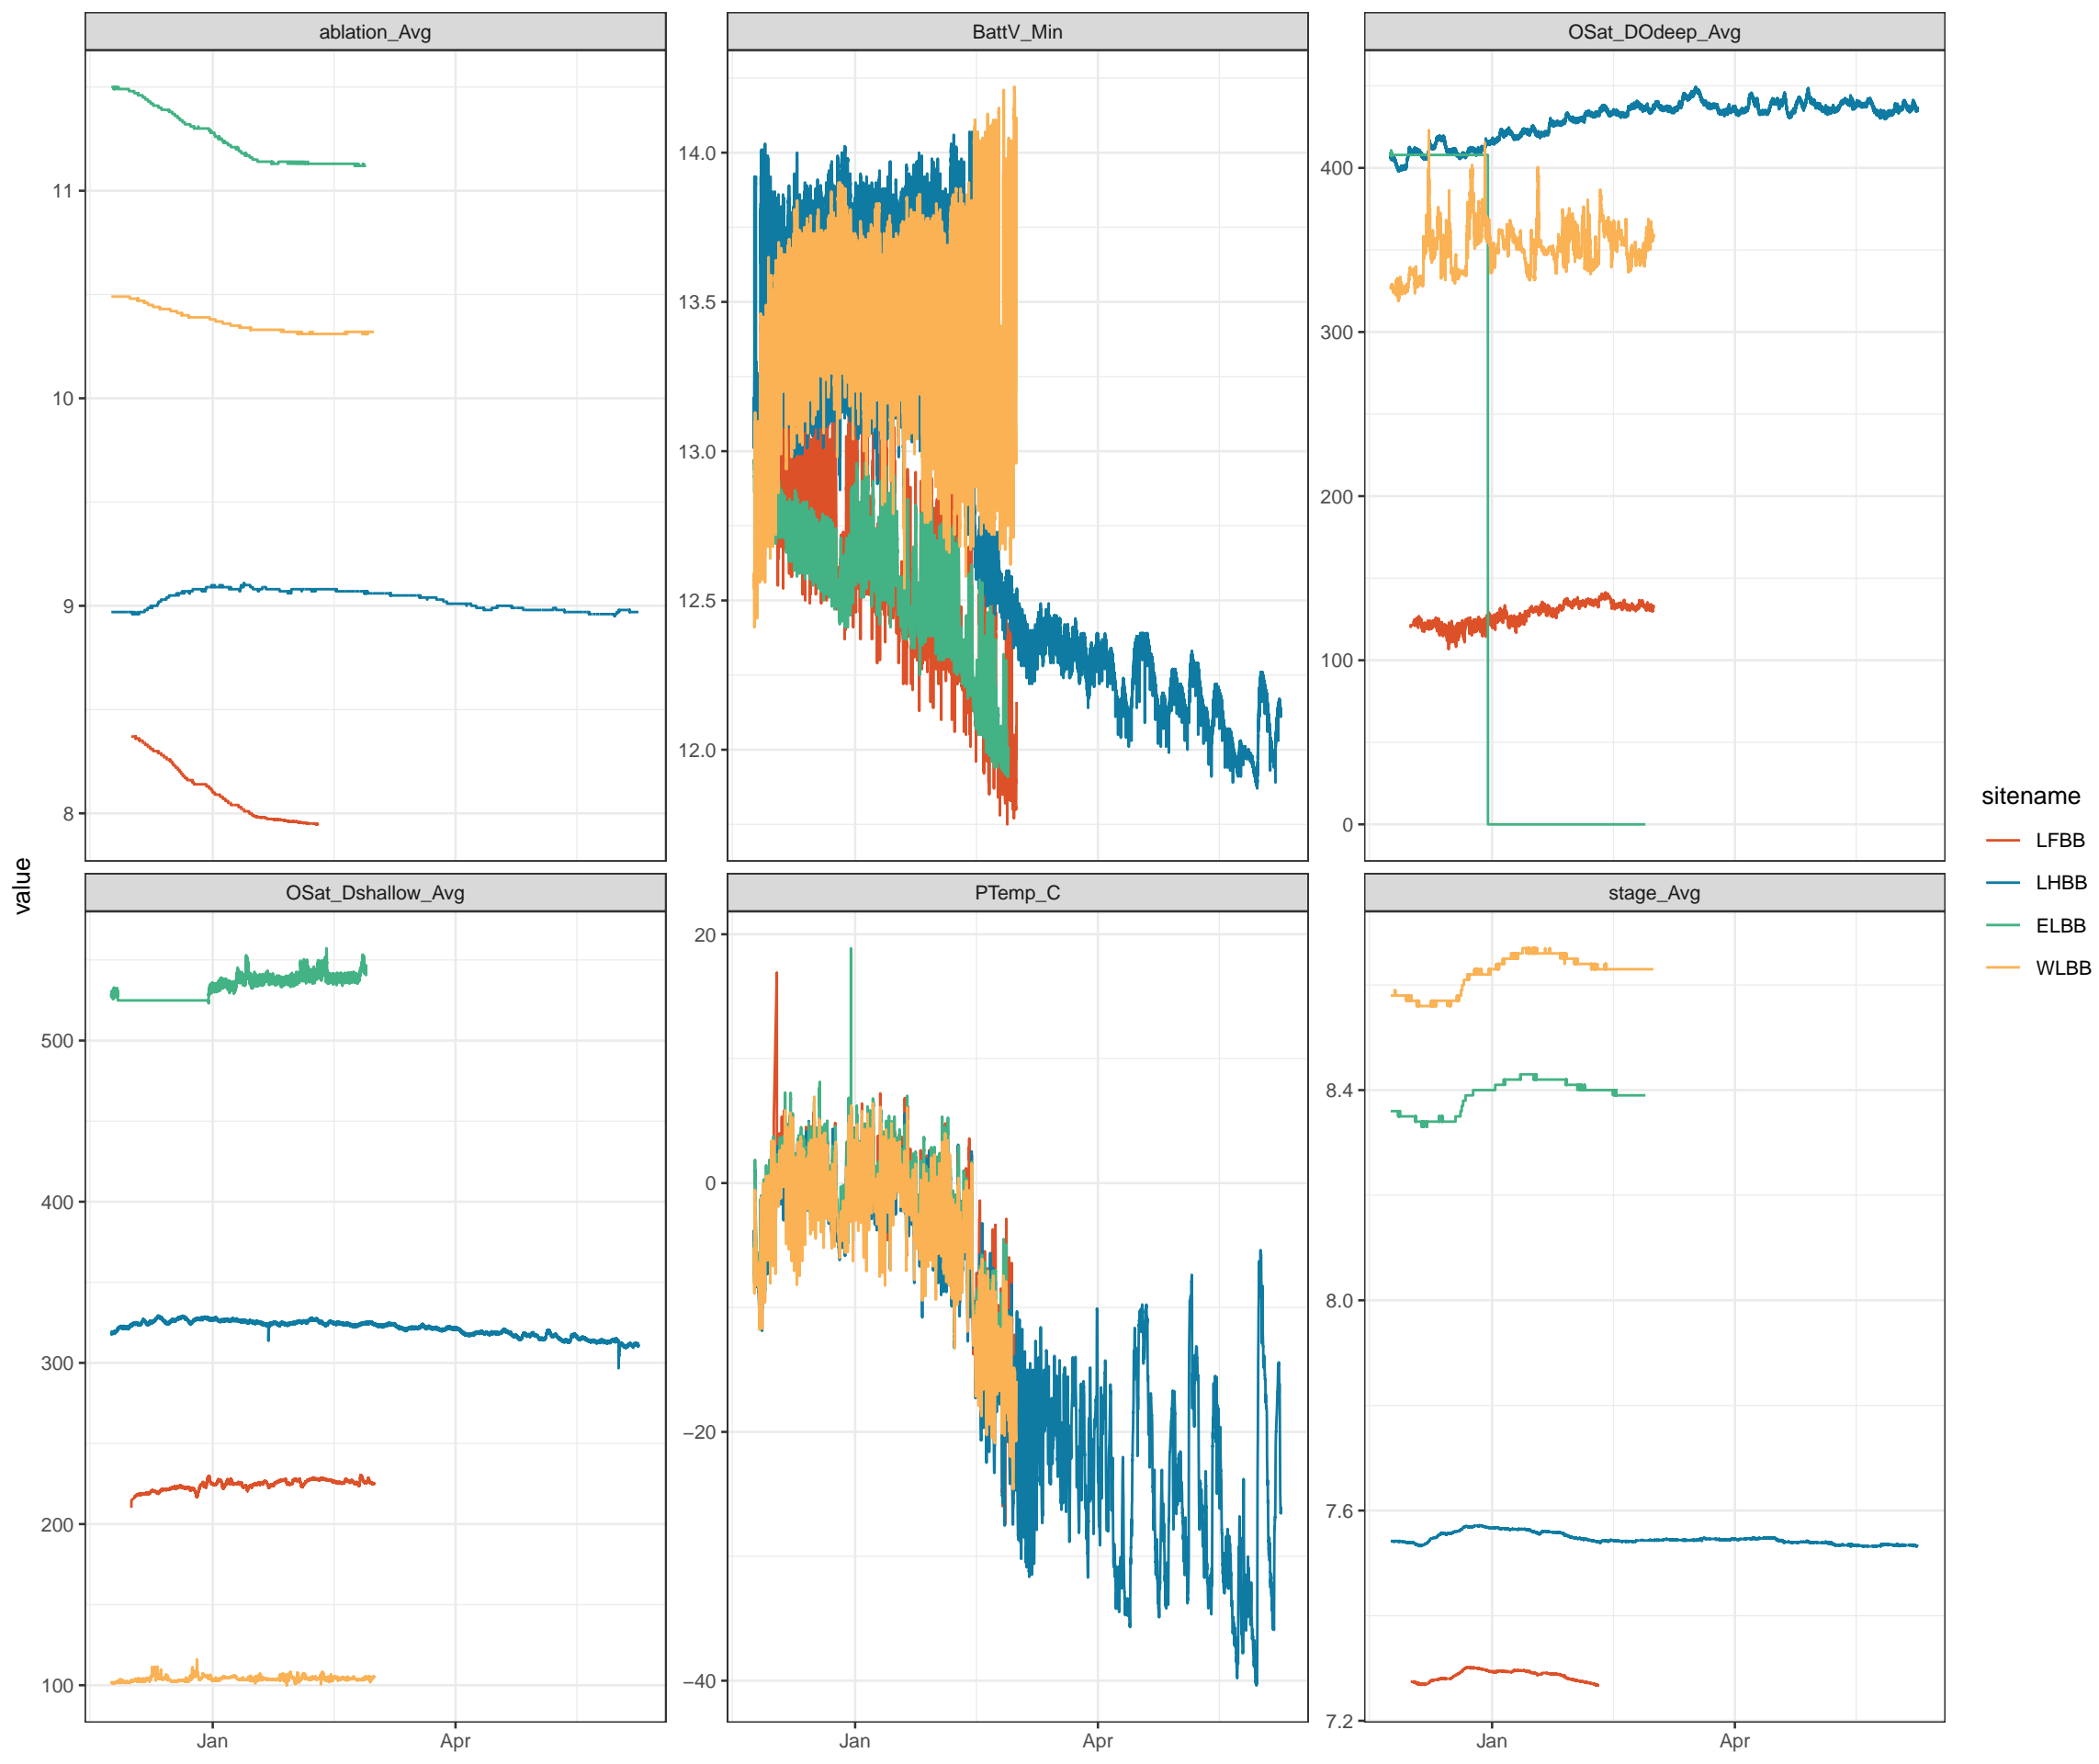 ablation_Avg
BattV_Min
OSat_DOdeep_Avg
11
10
9
8
14.0
13.5
13.0
12.5
12.0
400
300
200
100
0
value
OSat_Dshallow_Avg
PTemp_C
stage_Avg
500
400
300
200
100
20
0
−20
−40
8.4
8.0
7.6
7.2
Jan
Apr
Jan
Apr
Jan
Apr
sitename
LFBB
LHBB
ELBB
WLBB